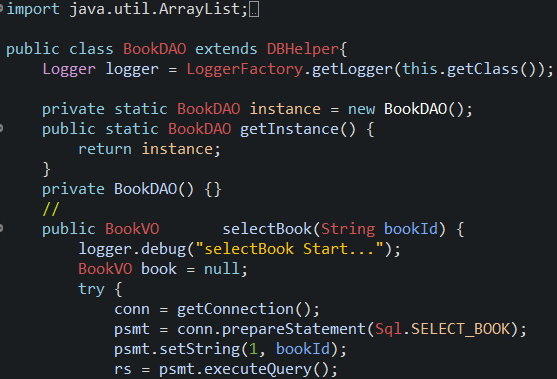 import java.util.ArrayList;
public class BookDAO extends DBHelper{
Logger logger = LoggerFactory.getLogger(this.getClass());
private static BookDAO instance = new BookDAO();
public static BookDAO getInstance() {
return instance;
}
private BookDAO() {}
//
public BookVO selectBook(String bookId) {
logger.debug("selectBook Start...");
BookVO book = null;
try {
conn = getConnection();
psmt = conn.prepareStatement(Sql.SELECT_BOOK);
psmt.setString(1, bookId);
rs = psmt.executeQuery();